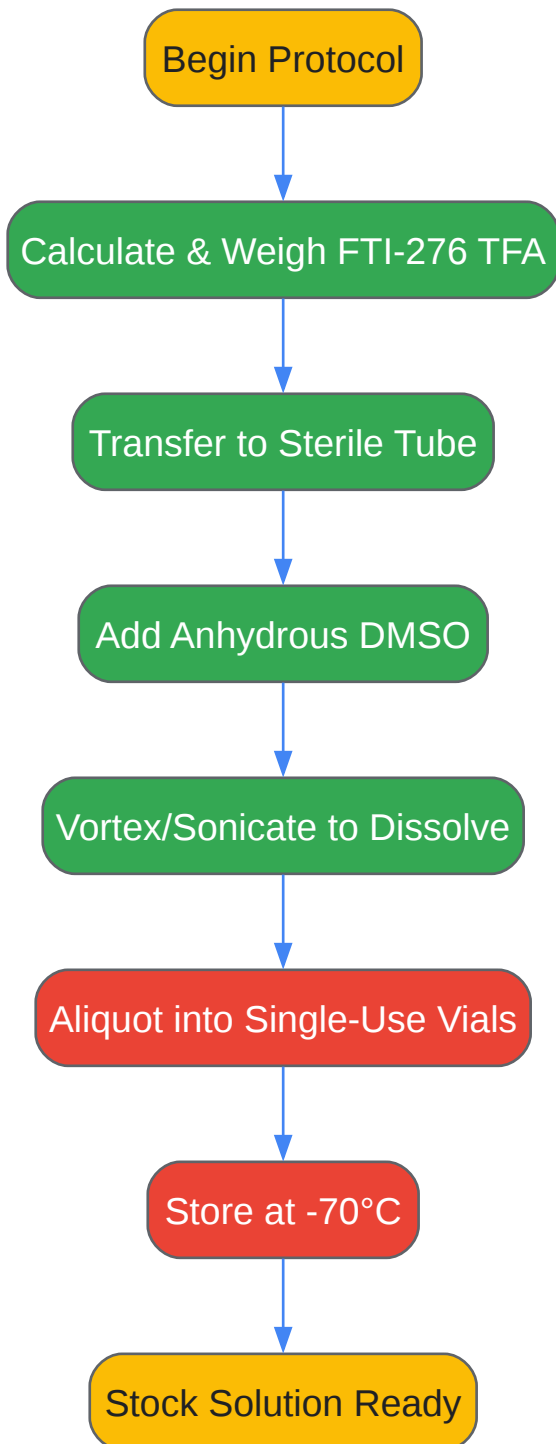 Begin Protocol
Calculate & Weigh FTI-276 TFA
Transfer to Sterile Tube
Add Anhydrous DMSO
Vortex/Sonicate to Dissolve
Aliquot into Single-Use Vials
Store at -70°C
Stock Solution Ready